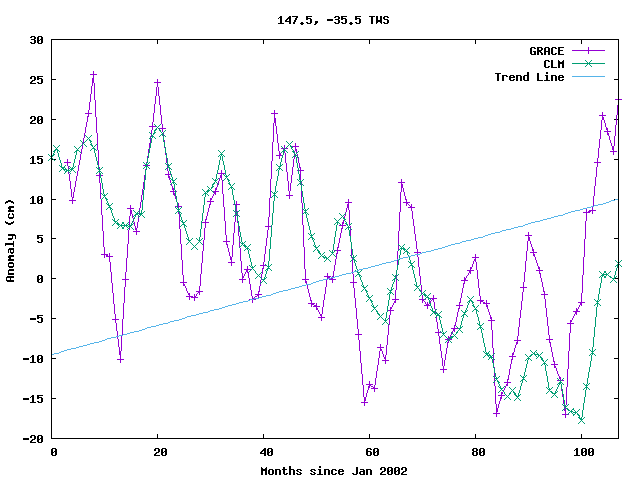 147.5, -35.5 TWS
GRACE
CLM
Trend Line
30
25
20
15
10
5
0
-5
-10
-15
-20
Anomaly (cm)
0 20 40 60 80 100
Months since Jan 2002